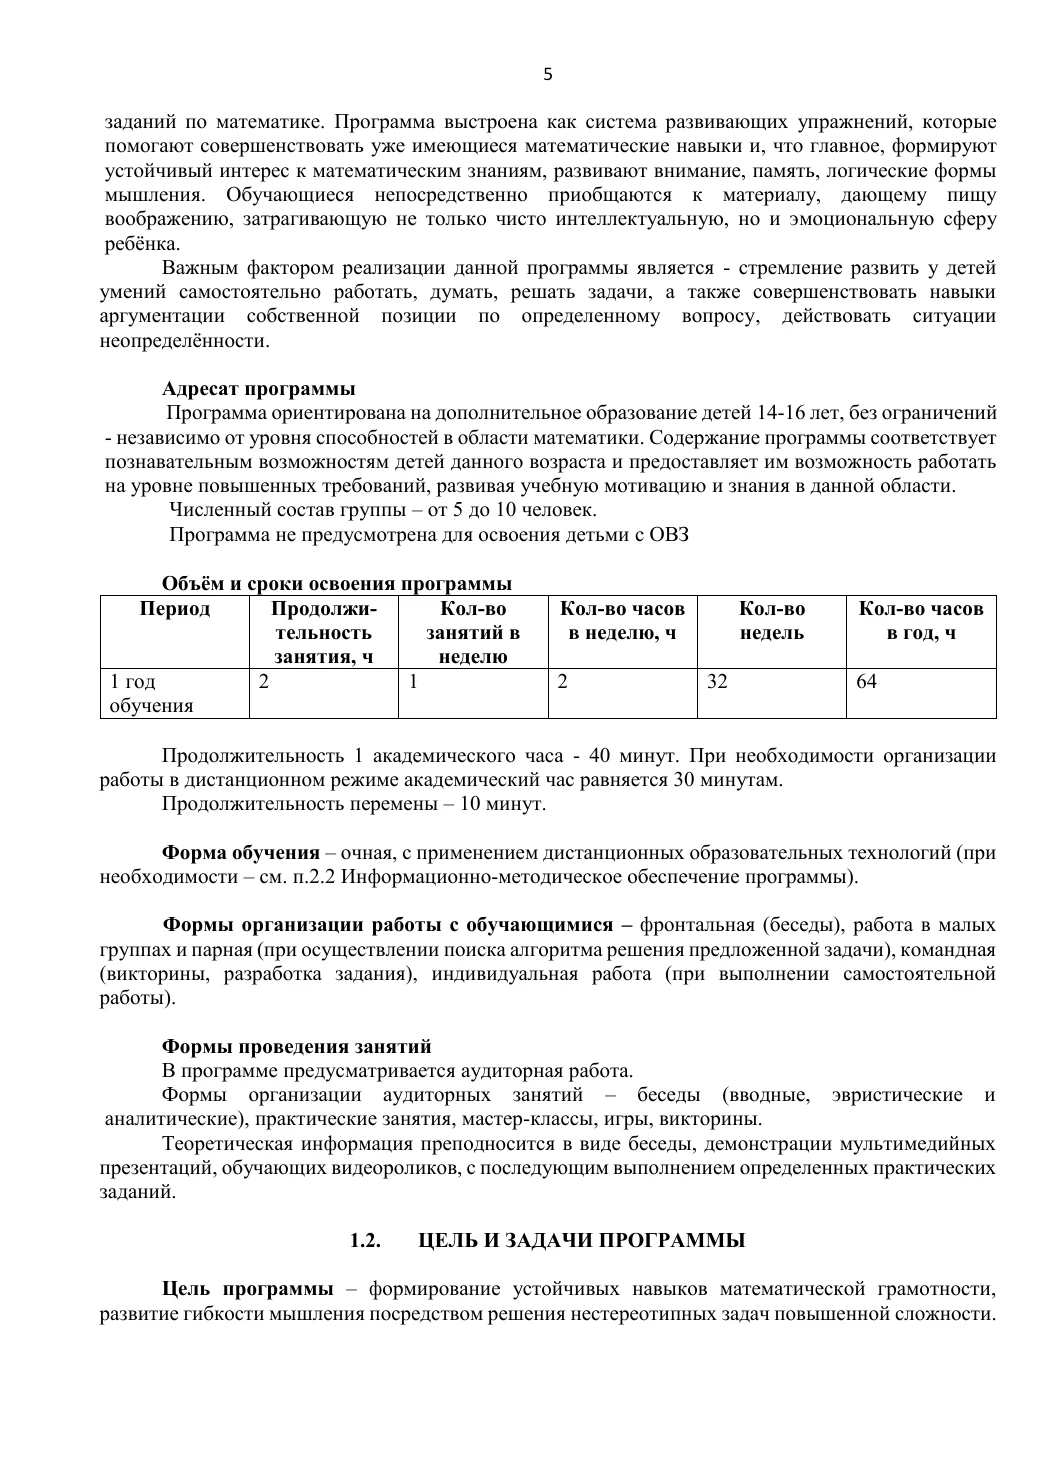 5
заданий по математике. Программа выстроена как система развивающих упражнений, которые
помогают совершенствовать уже имеющиеся математические навыки и, что главное, формируют
устойчивый интерес к математическим знаниям, развивают внимание, память, логические формы
мышления. Обучающиеся непосредственно приобщаются к материалу, дающему пищу
воображению, затрагивающую не только чисто интеллектуальную, но и эмоциональную сферу
ребёнка.
Важным фактором реализации данной программы является - стремление развить у детей
умений самостоятельно работать, думать, решать задачи, а также совершенствовать навыки
аргументации собственной позиции по определенному вопросу, действовать ситуации
неопределённости.
Адресат программы
Программа ориентирована на дополнительное образование детей 14-16 лет, без ограничений
- независимо от уровня способностей в области математики. Содержание программы соответствует
познавательным возможностям детей данного возраста и предоставляет им возможность работать
на уровне повышенных требований, развивая учебную мотивацию и знания в данной области.
Численный состав группы – от 5 до 10 человек.
Программа не предусмотрена для освоения детьми с ОВЗ
Объём и сроки освоения программы
Период Продолжи- Кол-во Кол-во часов Кол-во Кол-во часов
тельность занятий в в неделю, ч недель в год, ч
занятия, ч неделю
1 год 2 1 2 32 64
обучения
Продолжительность 1 академического часа - 40 минут. При необходимости организации
работы в дистанционном режиме академический час равняется 30 минутам.
Продолжительность перемены – 10 минут.
Форма обучения – очная, с применением дистанционных образовательных технологий (при
необходимости – см. п.2.2 Информационно-методическое обеспечение программы).
Формы организации работы с обучающимися – фронтальная (беседы), работа в малых
группах и парная (при осуществлении поиска алгоритма решения предложенной задачи), командная
(викторины, разработка задания), индивидуальная работа (при выполнении самостоятельной
работы).
Формы проведения занятий
В программе предусматривается аудиторная работа.
Формы организации аудиторных занятий – беседы (вводные, эвристические и
аналитические), практические занятия, мастер-классы, игры, викторины.
Теоретическая информация преподносится в виде беседы, демонстрации мультимедийных
презентаций, обучающих видеороликов, с последующим выполнением определенных практических
заданий.
1.2. ЦЕЛЬ И ЗАДАЧИ ПРОГРАММЫ
Цель программы – формирование устойчивых навыков математической грамотности,
развитие гибкости мышления посредством решения нестереотипных задач повышенной сложности.